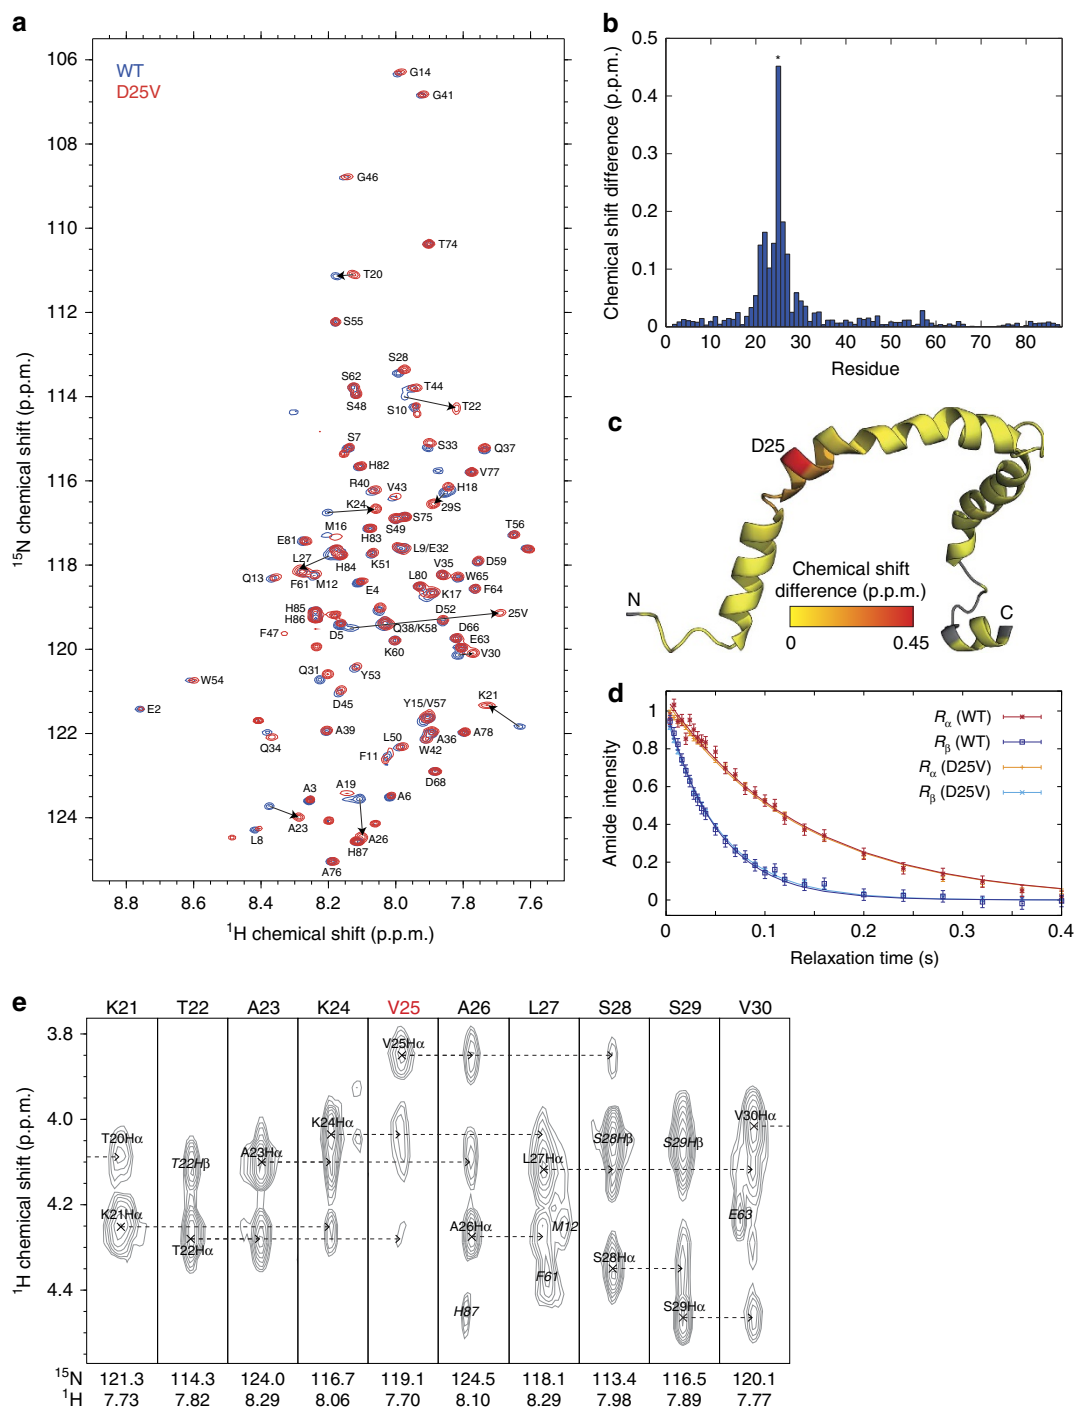 a
WT
D25V
106
108
110
112
114
116
118
120
122
124
15N chemical shift (p.p.m.)
8.8
8.6
8.4
8.2
8.0
7.8
7.6
1H chemical shift (p.p.m.)
G14
G41
G46
T74
T20
S55
S28
S62
T44
S48
S10
T22
S7
S33
Q37
H82
V77
R40
V43
H18
K24
29S
S49
S75
M16
H83
T56
E81
L27
L9/E32
H84
K51
D59
V35
Q13
F61
M12
L80
W65
E4
K17
F64
H85
H86
D52
25V
F47
D5
Q38/K58
D66
K60
E63
V30
Q31
Y53
W54
D45
K21
E2
Y15/V57
Q34
A39
L50
W42
A36
A78
F11
D68
A3
A19
A6
A23
A26
L8
H87
A76
b
Chemical shift difference (p.p.m.)
0.5
0.4
0.3
0.2
0.1
0
*
0
10
20
30
40
50
60
70
80
Residue
c
D25
N
C
Chemical shift
difference (p.p.m.)
0
0.45
d
Amide intensity
1
0.8
0.6
0.4
0.2
0
Rα (WT)
Rβ (WT)
Rα (D25V)
Rβ (D25V)
0
0.1
0.2
0.3
0.4
Relaxation time (s)
e
K21
T22
A23
K24
V25
A26
L27
S28
S29
V30
1H chemical shift (p.p.m.)
3.8
4.0
4.2
4.4
V25Hα
K24Hα
V30Hα
T20Hα
T22Hβ
A23Hα
L27Hα
S28Hβ
S29Hβ
K21Hα
T22Hα
A26Hα
M12
E63
S28Hα
F61
H87
S29Hα
15N
121.3
114.3
124.0
116.7
119.1
124.5
118.1
113.4
116.5
120.1
1H
7.73
7.82
8.29
8.06
7.70
8.10
8.29
7.98
7.89
7.77